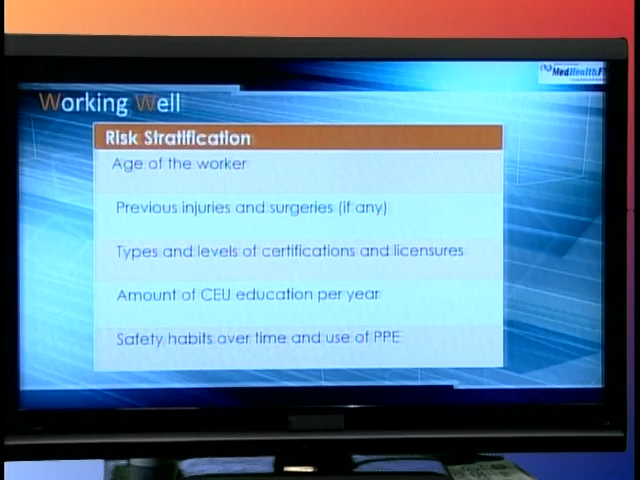 MedHealthF
Working Well
Risk Stratification
Age of the worker
Previous injuries and surgeries (if any)
Types and levels of certifications and licensures
Amount of CEU education per year
Safety habits over time and use of PPE